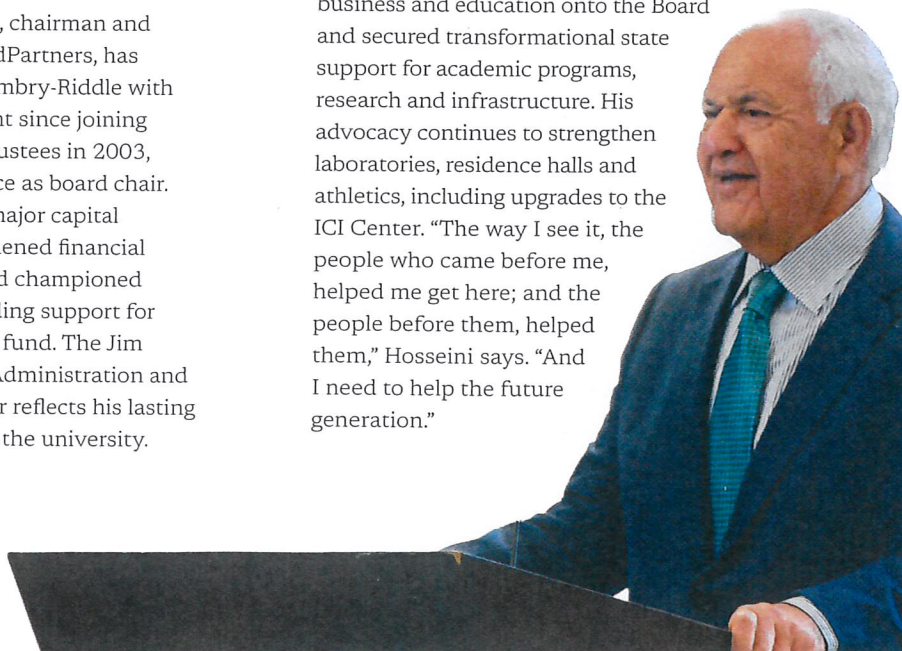 , chairman and
dPartners, has
mbry-Riddle with
nt since joining
ustees in 2003,
ce as board chair.
major capital
ened financial
d championed
ling support for
fund. The Jim
Administration and
r reflects his lasting
the university.
business and education onto the Board
and secured transformational state
support for academic programs,
research and infrastructure. His
advocacy continues to strengthen
laboratories, residence halls and
athletics, including upgrades to the
ICI Center. “The way I see it, the
people who came before me,
helped me get here; and the
people before them, helped
them,” Hosseini says. “And
I need to help the future
generation.”